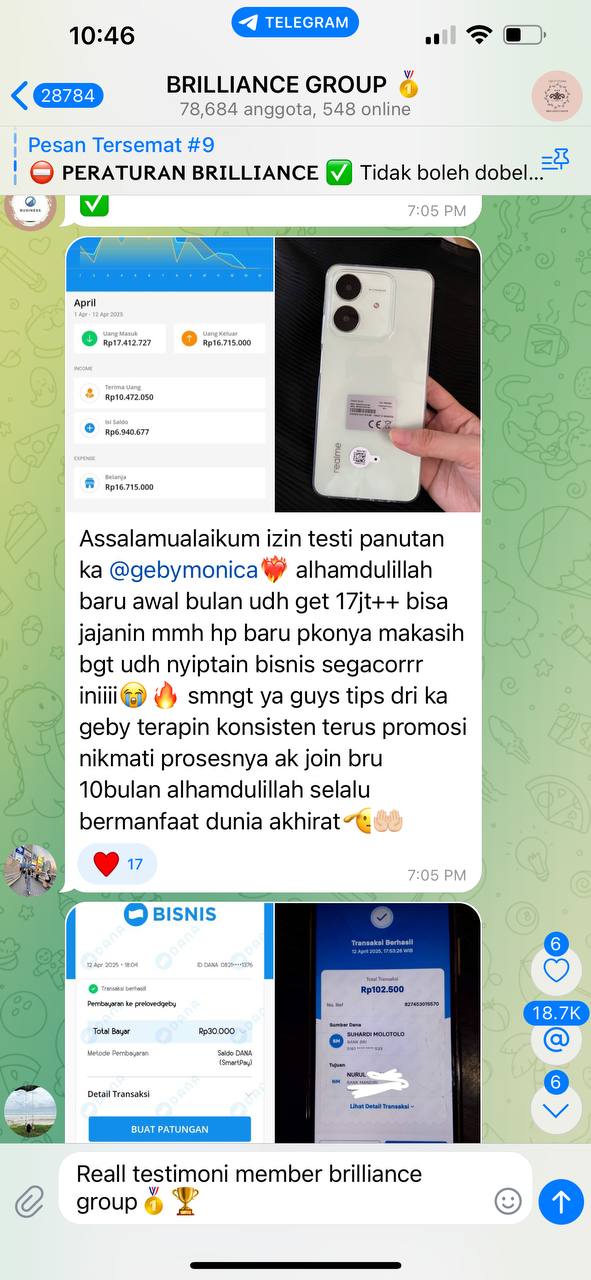 10:46
TELEGRAM
28784
BRILLIANCE GROUP 🏅
78,684 anggota, 548 online
Pesan Tersemat #9
⛔ PERATURAN BRILLIANCE ✅ Tidak boleh dobel...
BUSINESS
✅
7:05 PM
April
1 Apr - 12 Apr 2025
Uang Masuk
Rp17.412.727
Uang Keluar
Rp16.715.000
INCOME
Terima Uang
Rp10.472.050
Isi Saldo
Rp6.940.677
EXPENSE
Belanja
Rp16.715.000
realme
Assalamualaikum izin testi panutan
ka @gebymonica❤️‍🔥 alhamdulillah
baru awal bulan udh get 17jt++ bisa
jajanin mmh hp baru pkonya makasih
bgt udh nyiptain bisnis segacorrr
iniiii😭🔥 smngt ya guys tips dri ka
geby terapin konsisten terus promosi
nikmati prosesnya ak join bru
10bulan alhamdulillah selalu
bermanfaat dunia akhirat🫡🤲🏻
❤️ 17
7:05 PM
BISNIS
12 Apr 2025 • 18:04
ID DANA 0821•••1376
Transaksi berhasil
Pembayaran ke prelovedgeby
Total Bayar
Rp30.000
Metode Pembayaran
Saldo DANA
(SmartPay)
Detail Transaksi
BUAT PATUNGAN
DANA
Transaksi Berhasil
12 April 2025, 17:53:26 WIB
Total Transaksi
Rp102.500
No. Ref
827453015570
Sumber Dana
SM
SUHARDI MOLOTOLO
BANK BRI
Tujuan
NM
NURUL
BANK MANDIRI
Lihat Detail Transaksi
6
18.7K
@
6
Reall testimoni member brilliance
group🏅🏆